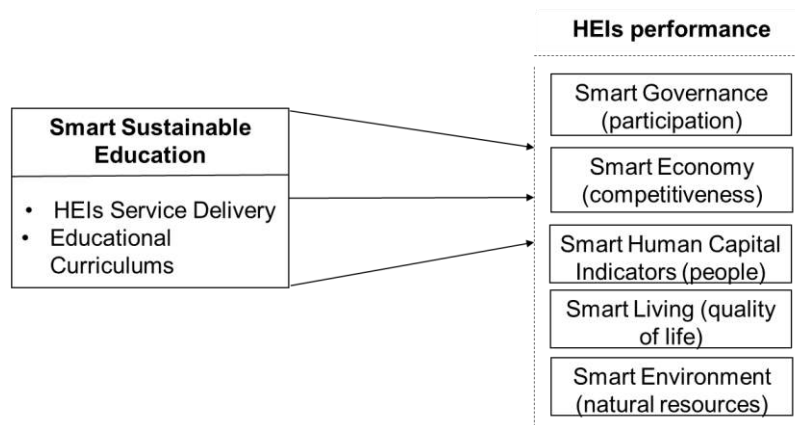 HEIs performance
Smart Sustainable
Education
• HEIs Service Delivery
• Educational
Curriculums
Smart Governance
(participation)
Smart Economy
(competitiveness)
Smart Human Capital
Indicators (people)
Smart Living (quality
of life)
Smart Environment
(natural resources)